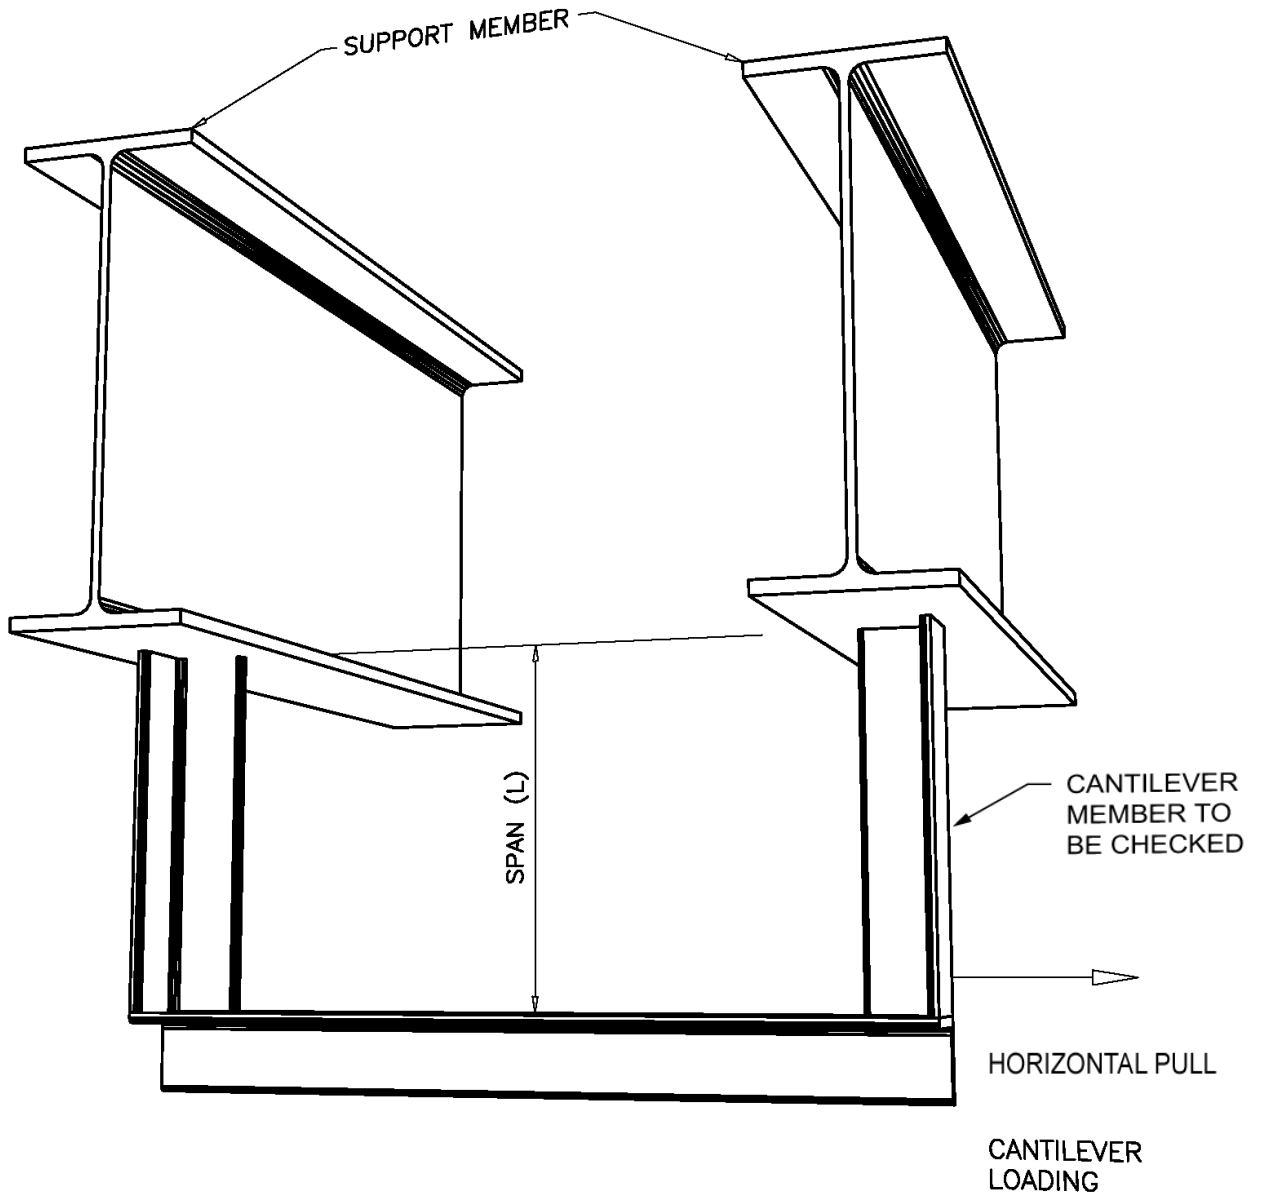 SUPPORT MEMBER
SPAN (L)
CANTILEVER
MEMBER TO
BE CHECKED
HORIZONTAL PULL
CANTILEVER
LOADING